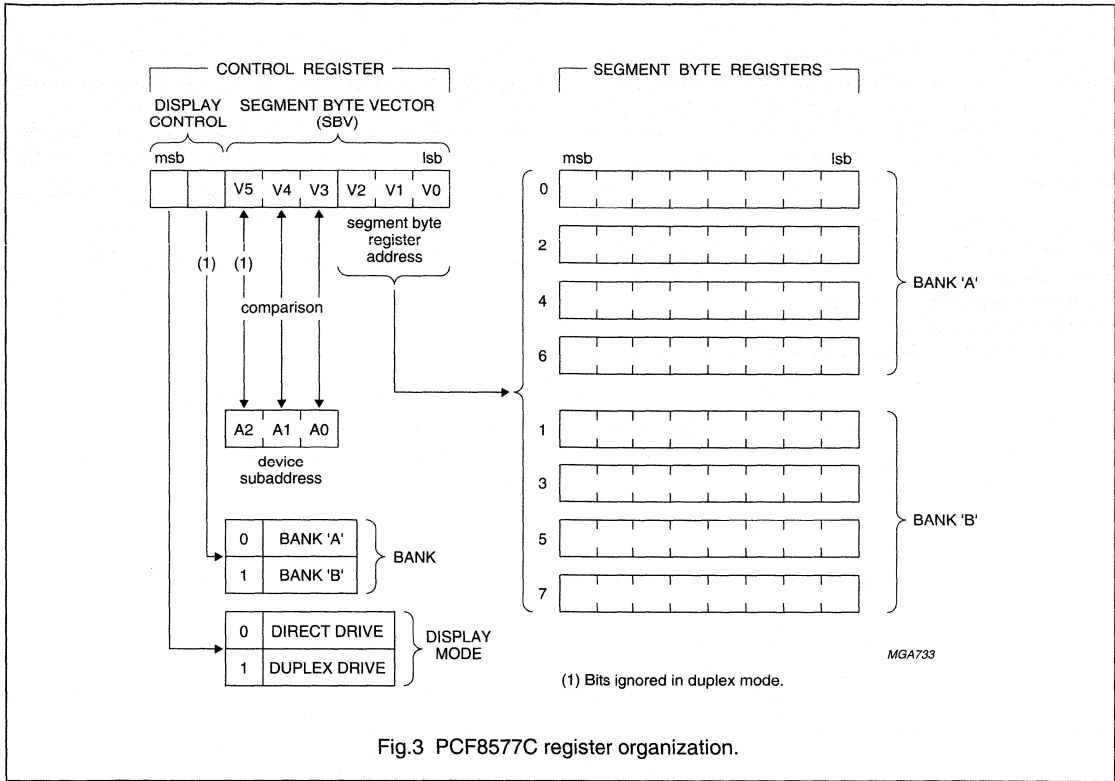 CONTROL REGISTER
DISPLAY CONTROL
SEGMENT BYTE VECTOR
(SBV)
msb
lsb
V5 V4 V3 V2 V1 V0
segment byte
register
address
(1) (1)
comparison
A2 A1 A0
device
subaddress
0 BANK 'A'
1 BANK 'B'
BANK
0 DIRECT DRIVE
1 DUPLEX DRIVE
DISPLAY
MODE
SEGMENT BYTE REGISTERS
msb
lsb
0
2
4
6
BANK 'A'
1
3
5
7
BANK 'B'
MGA733
(1) Bits ignored in duplex mode.
Fig.3 PCF8577C register organization.